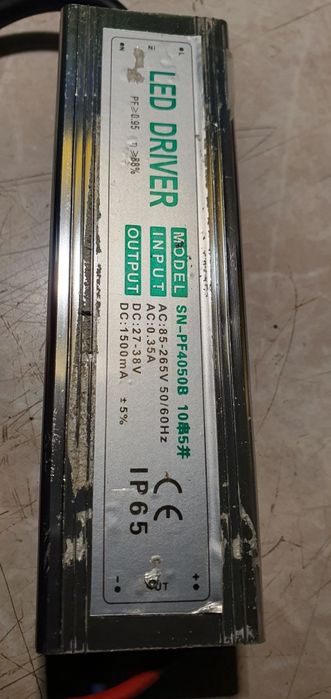 LED DRIVER
PF≥0.95 η≥88%
MODEL SN-PF4050B 10串5并
INPUT AC:85-265V 50/60Hz
AC:0.35A
OUTPUT DC:27-38V
DC:1500mA ±5%
CE
IP65
N L
- OUT +